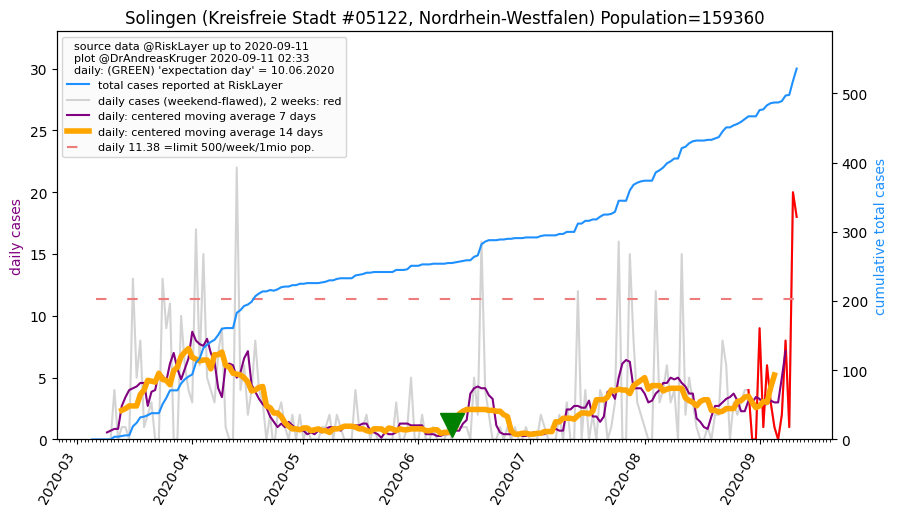 Solingen (Kreisfreie Stadt #05122, Nordrhein-Westfalen) Population=159360
source data @RiskLayer up to 2020-09-11
plot @DrAndreasKruger 2020-09-11 02:33
daily: (GREEN) 'expectation day' = 10.06.2020
total cases reported at RiskLayer
daily cases (weekend-flawed), 2 weeks: red
daily: centered moving average 7 days
daily: centered moving average 14 days
daily 11.38 =limit 500/week/1mio pop.
daily cases
30
25
20
15
10
5
0
cumulative total cases
500
400
300
200
100
0
2020-03
2020-04
2020-05
2020-06
2020-07
2020-08
2020-09